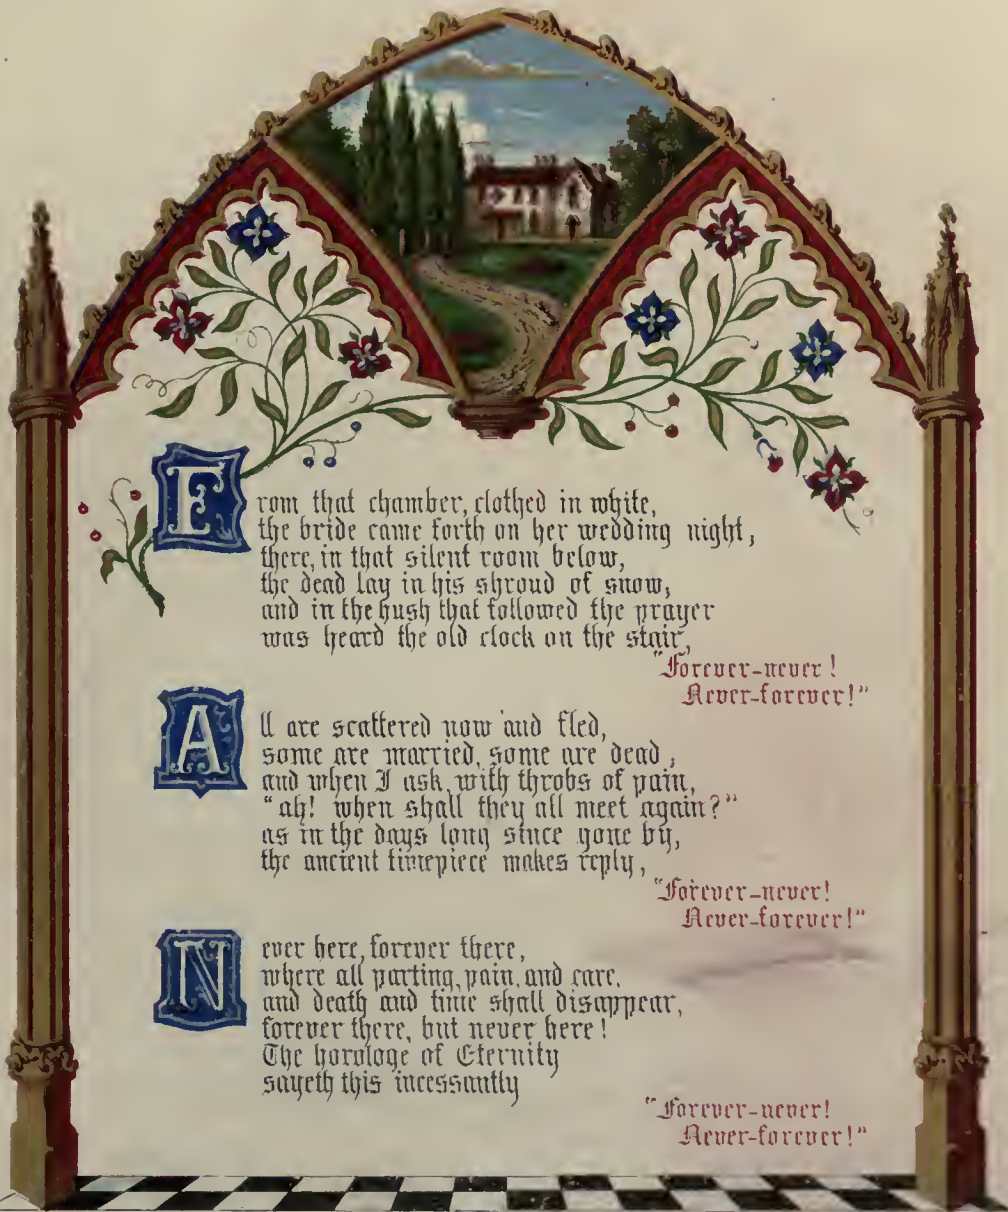 From that chamber, clothed in white,
the bride came forth on her wedding night;
there, in that silent room below,
the dead lay in his shroud of snow;
and in the hush that followed the prayer
was heard the old clock on the stair,
"Forever-never!
Never-forever!"
All are scattered now and fled,
some are married, some are dead;
and when I ask, with throbs of pain,
"ah! when shall they all meet again?"
as in the days long since gone by,
the ancient timepiece makes reply,
"Forever-never!
Never-forever!"
Never here, forever there,
where all parting, pain, and care,
and death and time shall disappear,
forever there, but never here!
The horologe of Eternity
sayeth this incessantly
"Forever-never!
Never-forever!"